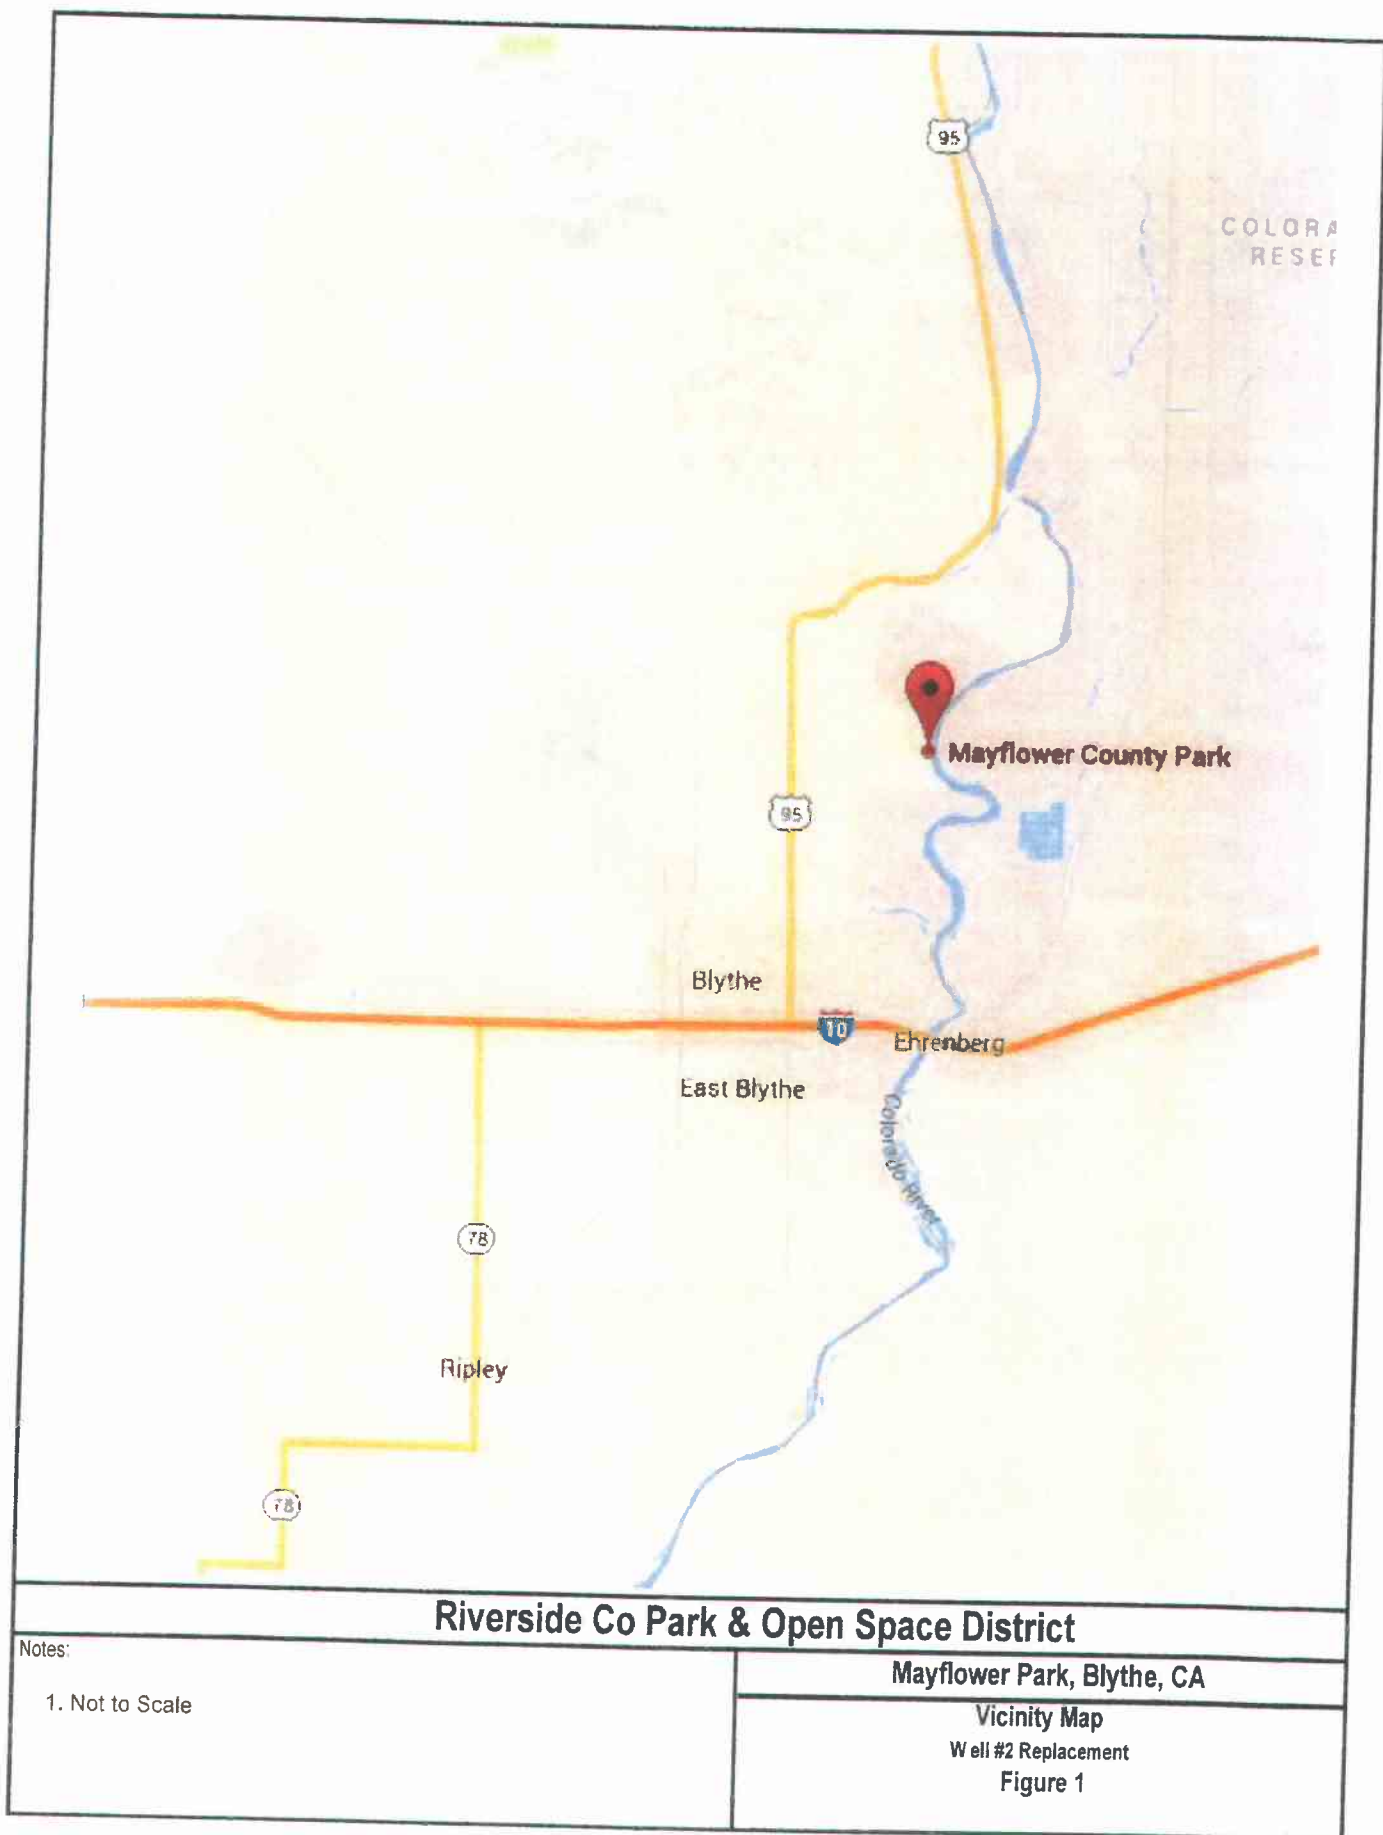 95
COLORA
RESER
Mayflower County Park
95
Blythe
10
Ehrenberg
East Blythe
Colorado River
78
Ripley
78
Riverside Co Park & Open Space District
Notes:
1. Not to Scale
Mayflower Park, Blythe, CA
Vicinity Map
Well #2 Replacement
Figure 1